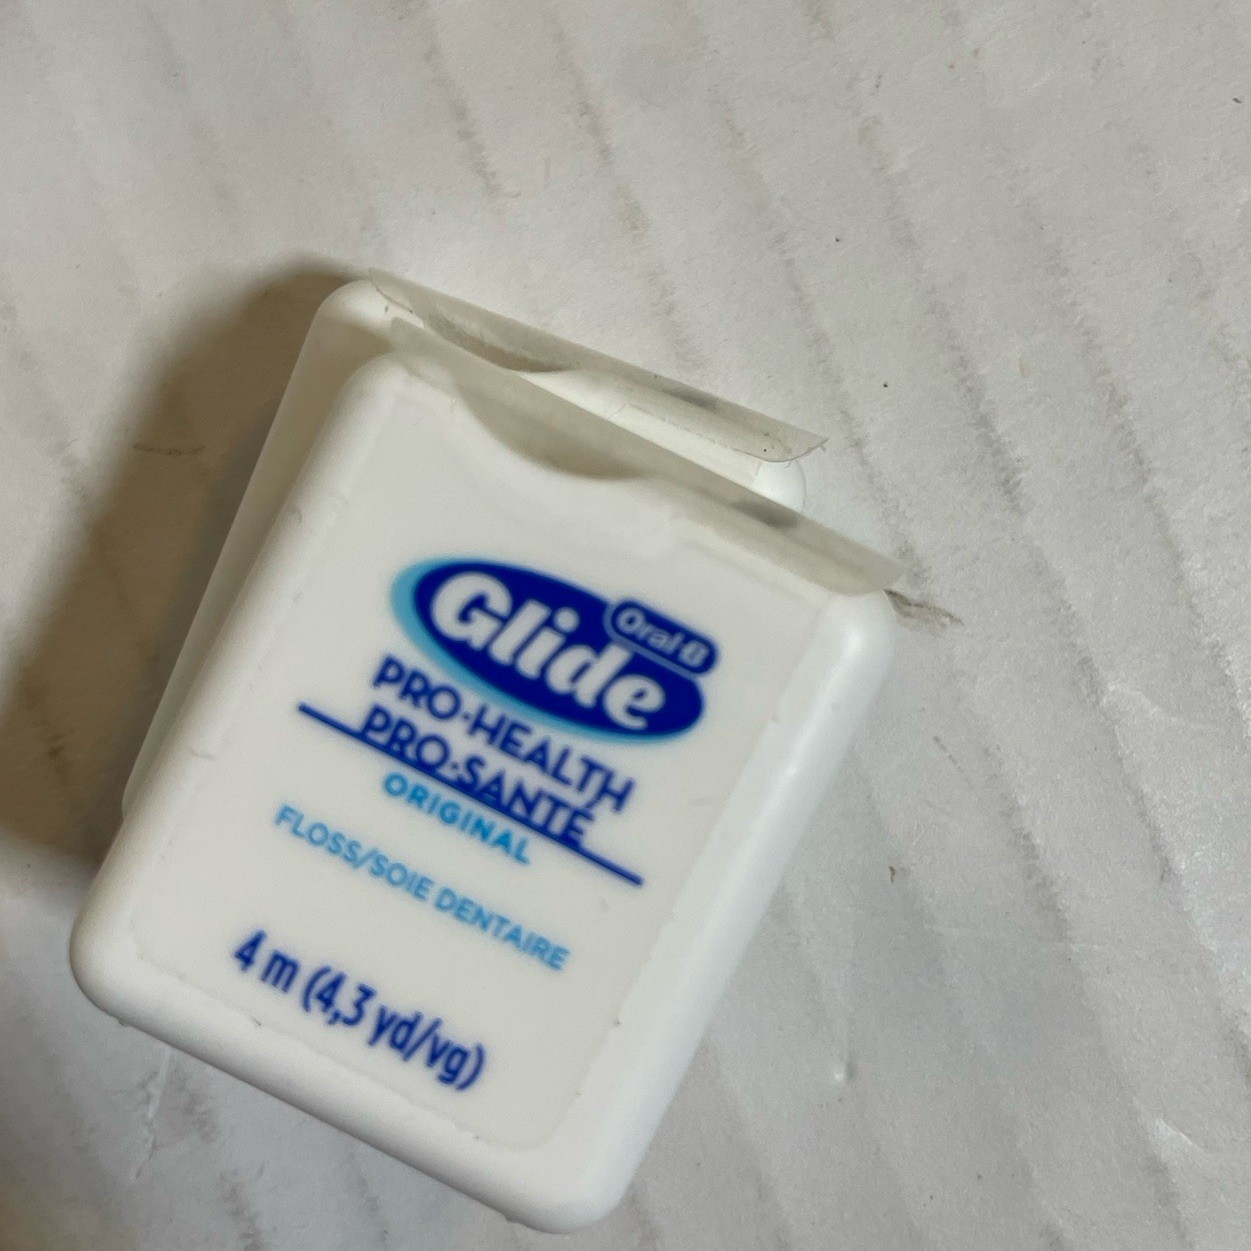 Oral-B
Glide
PRO-HEALTH
PRO-SANTÉ
ORIGINAL
FLOSS/SOIE DENTAIRE
4 m (4,3 yd/vg)